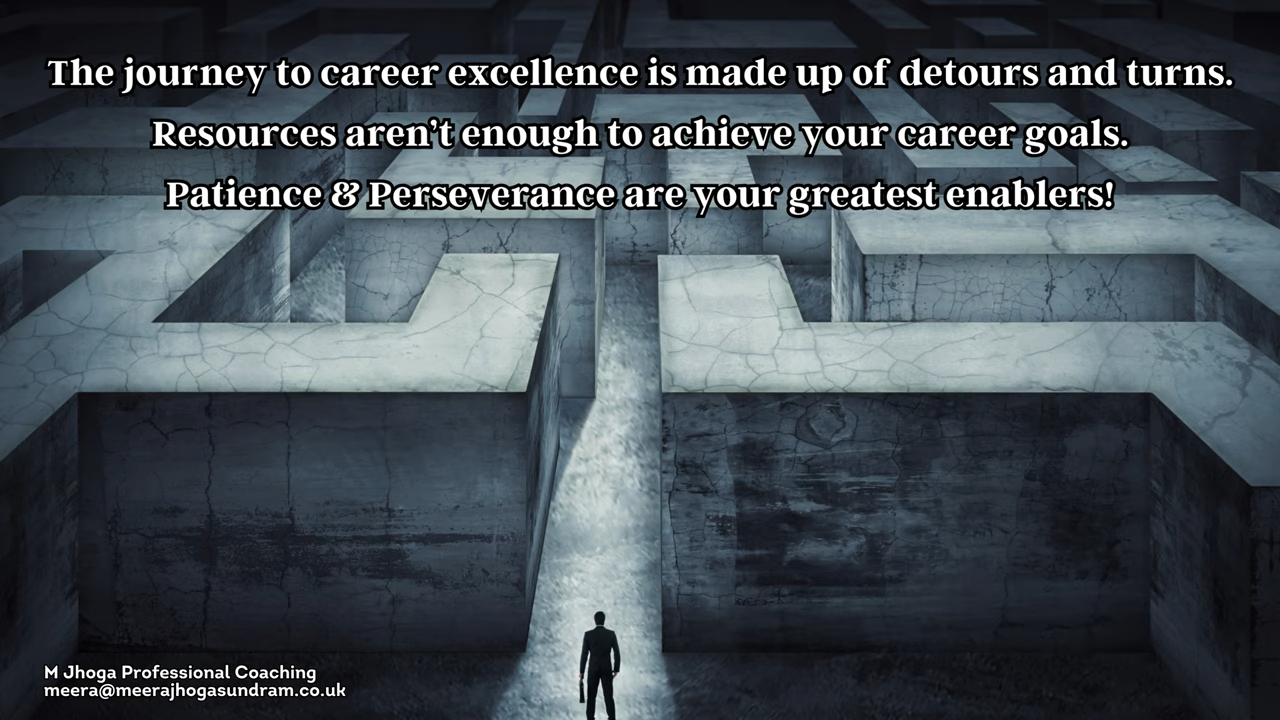 The journey to career excellence is made up of detours and turns.
Resources aren’t enough to achieve your career goals.
Patience & Perseverance are your greatest enablers!
M Jhoga Professional Coaching
meera@meerajhogasundram.co.uk